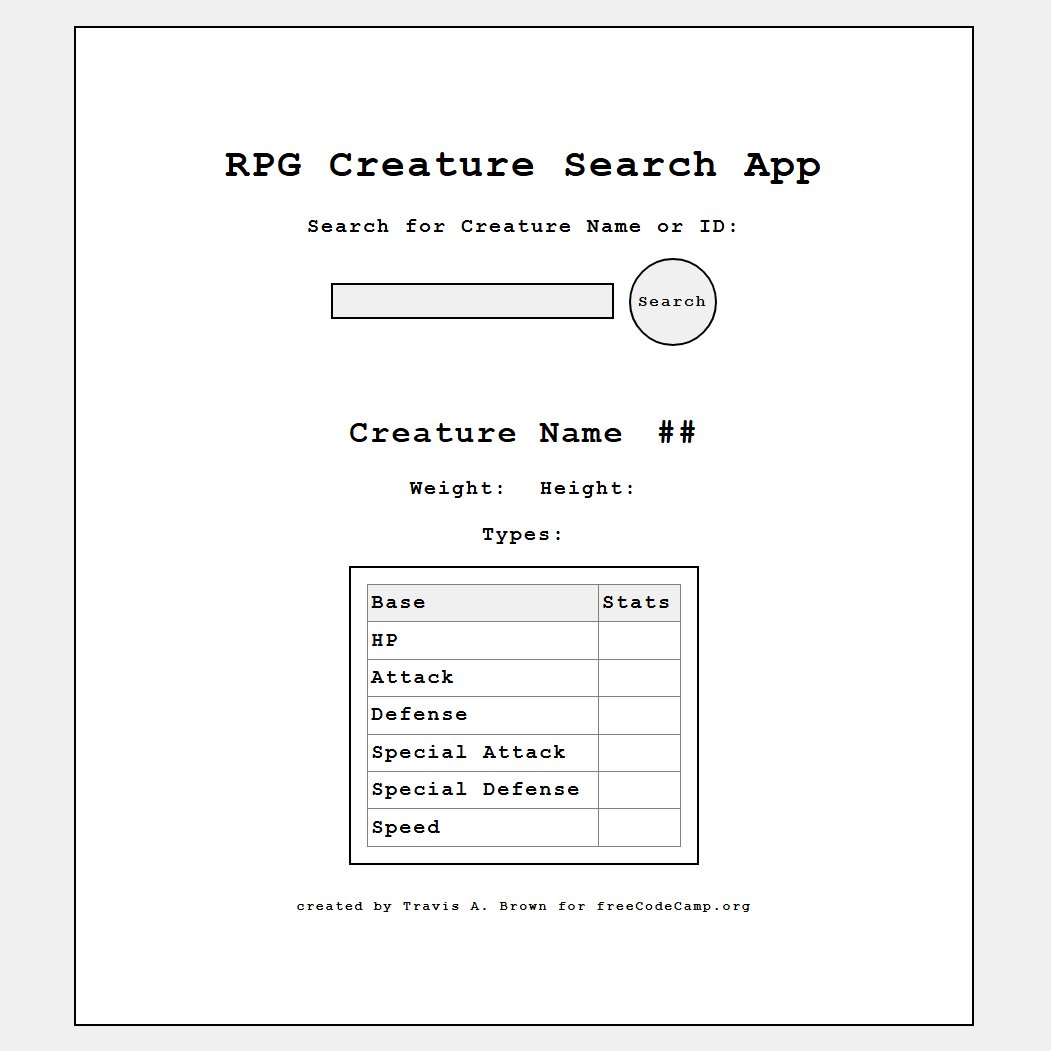 RPG Creature Search App
Search for Creature Name or ID:
Search
Creature Name ##
Weight: Height:
Types:
Base Stats
HP
Attack
Defense
Special Attack
Special Defense
Speed
created by Travis A. Brown for freeCodeCamp.org